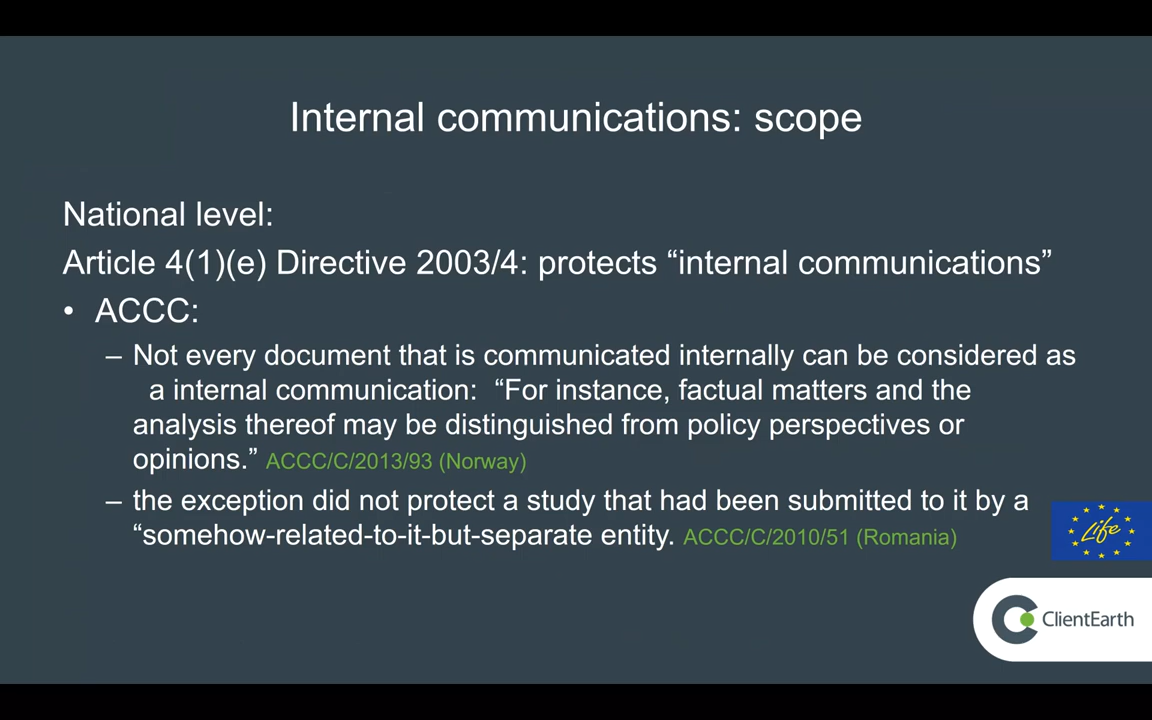 Internal communications: scope
National level:
Article 4(1)(e) Directive 2003/4: protects “internal communications”
• ACCC:
– Not every document that is communicated internally can be considered as
a internal communication: “For instance, factual matters and the
analysis thereof may be distinguished from policy perspectives or
opinions.” ACCC/C/2013/93 (Norway)
– the exception did not protect a study that had been submitted to it by a
“somehow-related-to-it-but-separate entity. ACCC/C/2010/51 (Romania)
Life
ClientEarth